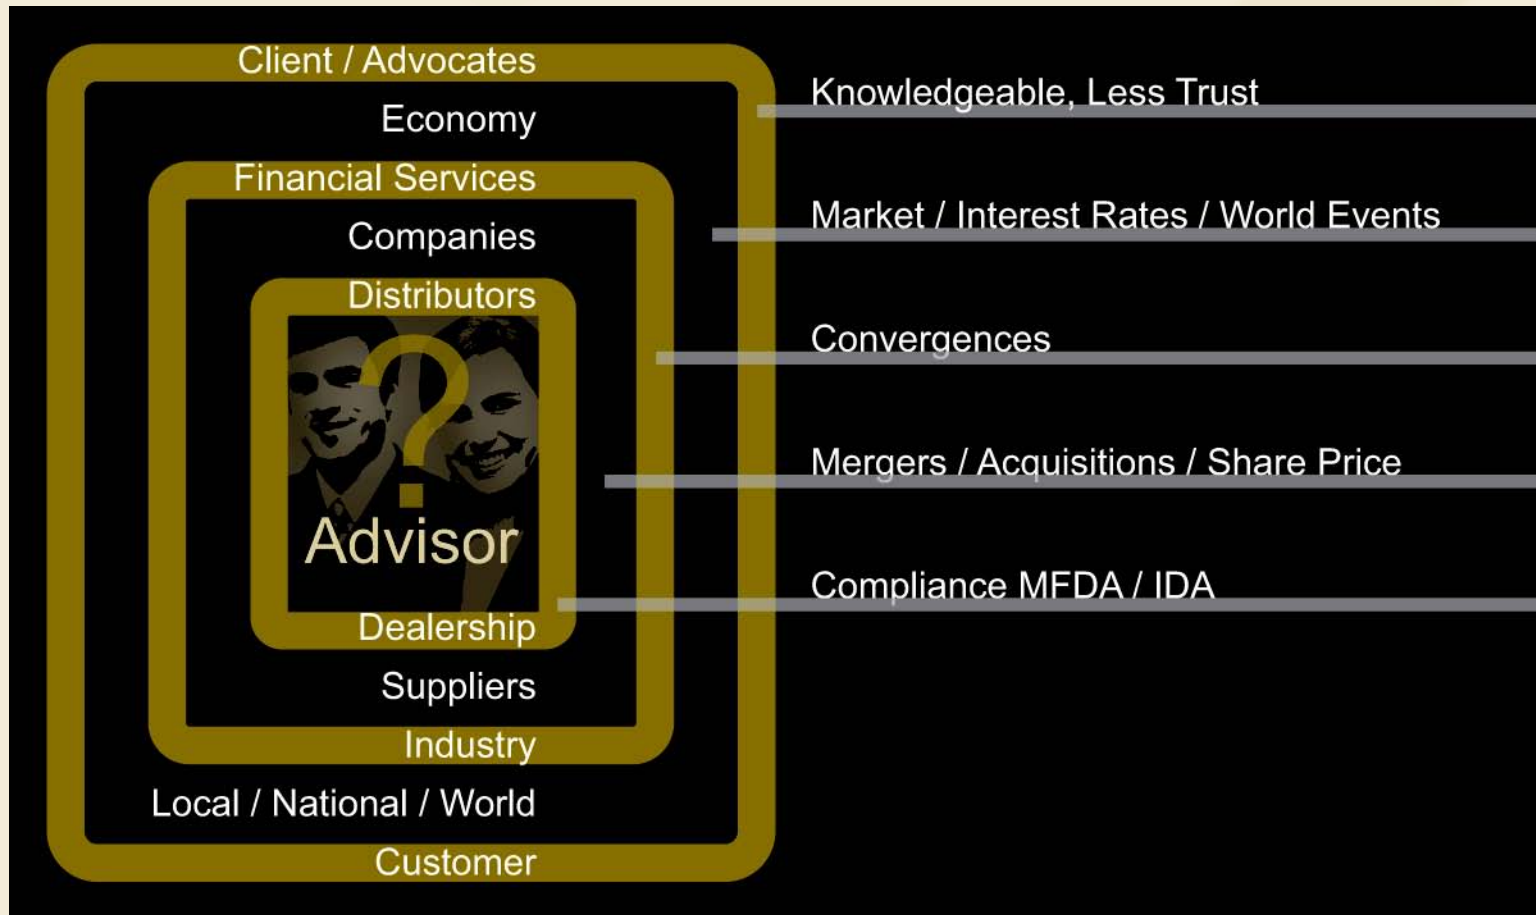 Client / Advocates
Economy
Financial Services
Companies
Distributors
?
Advisor
Dealership
Suppliers
Industry
Local / National / World
Customer
Knowledgeable, Less Trust
Market / Interest Rates / World Events
Convergences
Mergers / Acquisitions / Share Price
Compliance MFDA / IDA